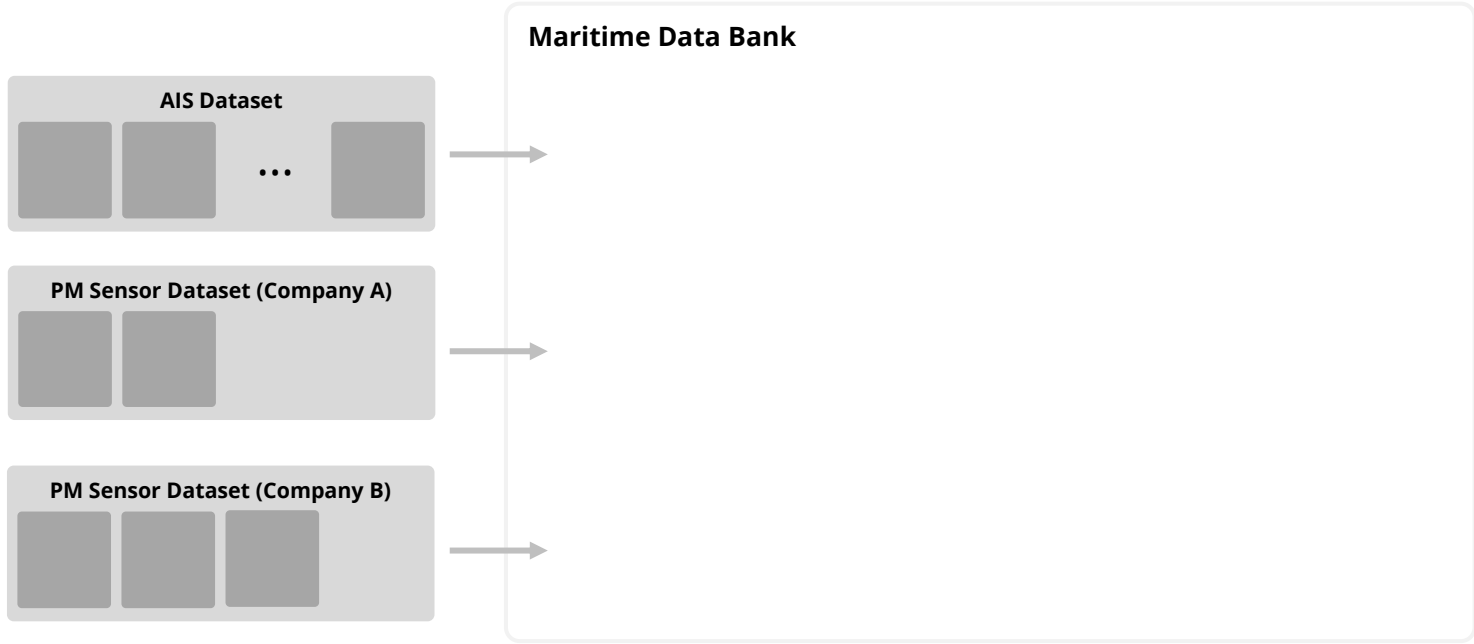 Maritime Data Bank
AIS Dataset
...
PM Sensor Dataset (Company A)
PM Sensor Dataset (Company B)